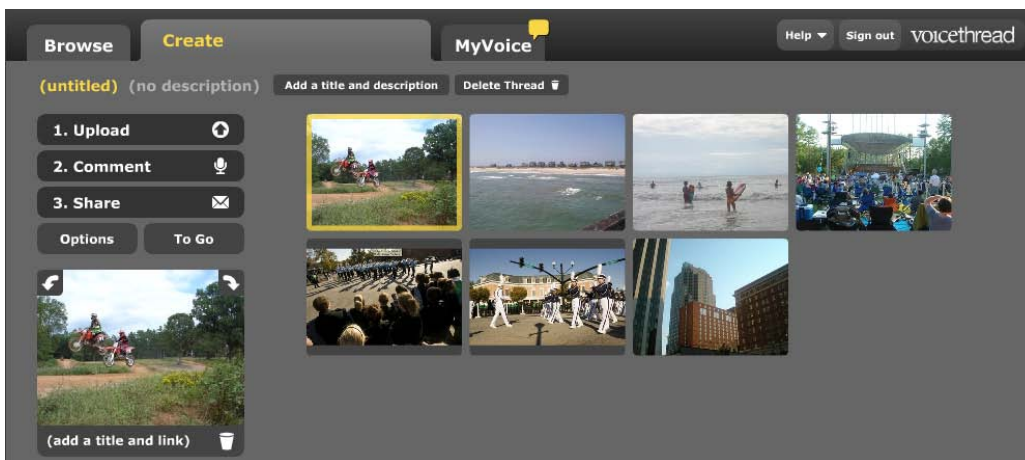 Browse
Create
MyVoice
Help
Sign out
voicethread
(untitled) (no description)
Add a title and description
Delete Thread
1. Upload
2. Comment
3. Share
Options
To Go
(add a title and link)